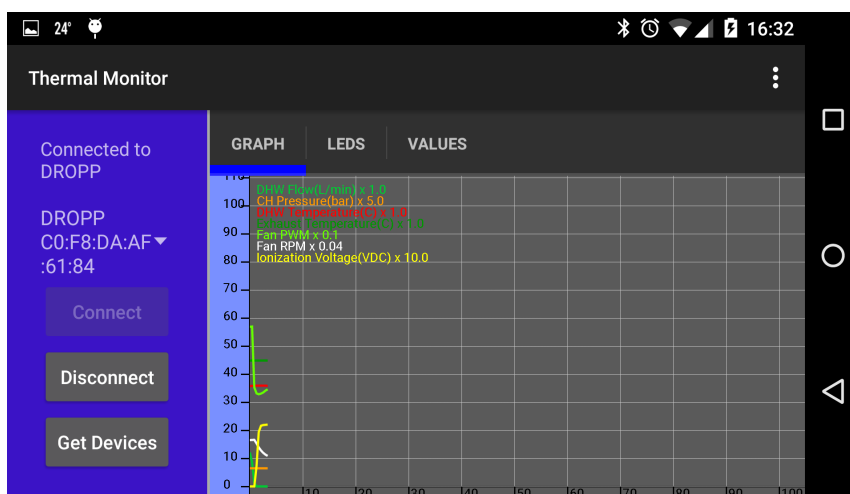 24°
16:32
Thermal Monitor
Connected to
DROPP
DROPP
C0:F8:DA:AF
:61:84
Connect
Disconnect
Get Devices
GRAPH LEDS VALUES
110
DHW Flow(L/min) x 1.0
100
CH Pressure(bar) x 5.0
DHW Temperature(C) x 1.0
x 1.0
90
Fan PWM x 0.1
Fan RPM x 0.04
80
Ionization Voltage(VDC) x 10.0
70
60
50
40
30
20
10
0
10 20 30 40 50 60 70 80 90 100